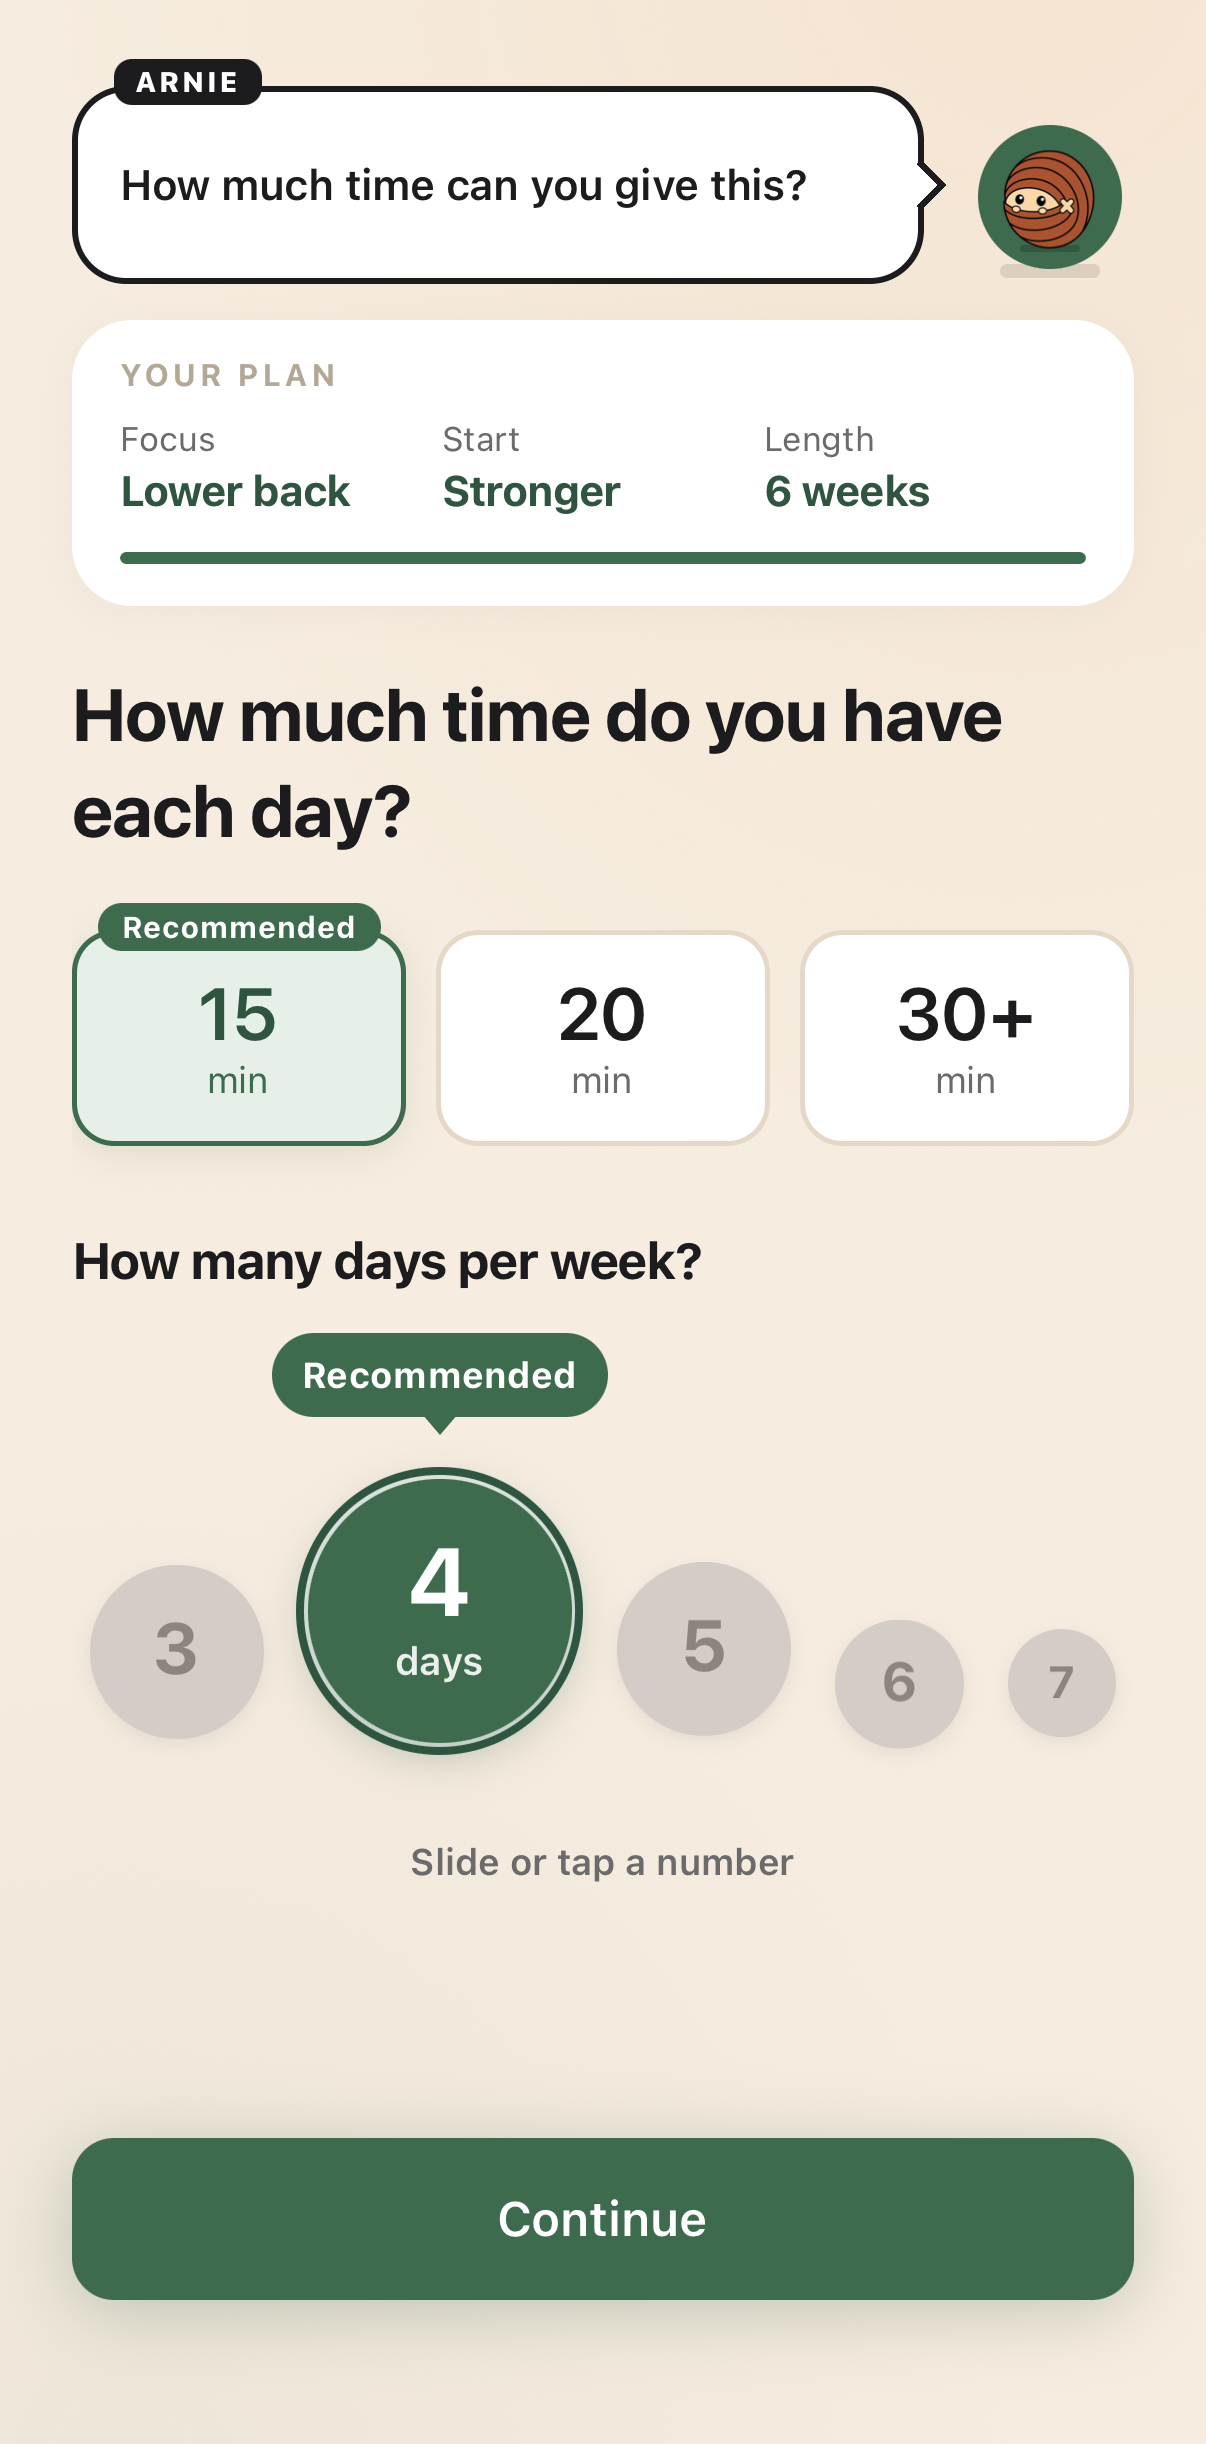 ARNIE
How much time can you give this?
YOUR PLAN
Focus Start Length
Lower back Stronger 6 weeks
How much time do you have
each day?
Recommended
15 20 30+
min min min
How many days per week?
Recommended
3 4 5 6 7
days
Slide or tap a number
Continue